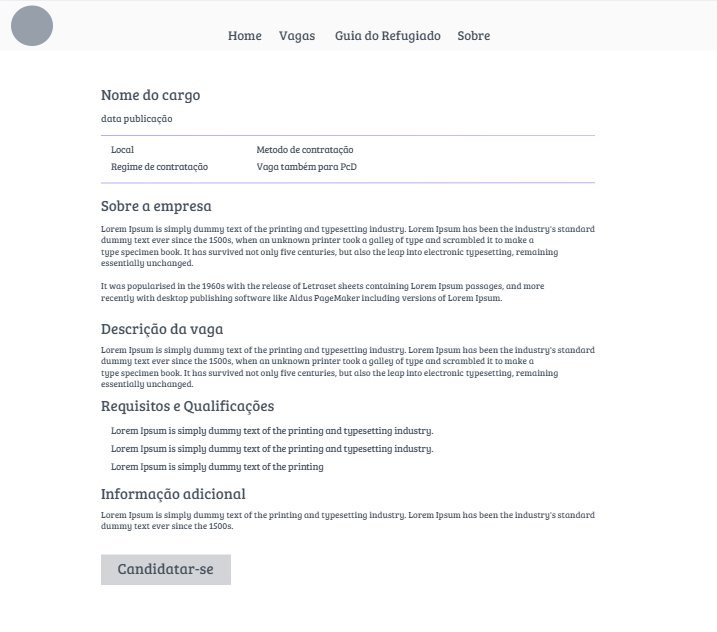 Home Vagas Guia do Refugiado Sobre
Nome do cargo
data publicação
Local Metodo de contratação
Regime de contratação Vaga também para PcD
Sobre a empresa
Lorem Ipsum is simply dummy text of the printing and typesetting industry. Lorem Ipsum has been the industry's standard
dummy text ever since the 1500s, when an unknown printer took a galley of type and scrambled it to make a
type specimen book. It has survived not only five centuries, but also the leap into electronic typesetting, remaining
essentially unchanged.
It was popularised in the 1960s with the release of Letraset sheets containing Lorem Ipsum passages, and more
recently with desktop publishing software like Aldus PageMaker including versions of Lorem Ipsum.
Descrição da vaga
Lorem Ipsum is simply dummy text of the printing and typesetting industry. Lorem Ipsum has been the industry's standard
dummy text ever since the 1500s, when an unknown printer took a galley of type and scrambled it to make a
type specimen book. It has survived not only five centuries, but also the leap into electronic typesetting, remaining
essentially unchanged.
Requisitos e Qualificações
Lorem Ipsum is simply dummy text of the printing and typesetting industry.
Lorem Ipsum is simply dummy text of the printing and typesetting industry.
Lorem Ipsum is simply dummy text of the printing
Informação adicional
Lorem Ipsum is simply dummy text of the printing and typesetting industry. Lorem Ipsum has been the industry's standard
dummy text ever since the 1500s.
Candidatar-se